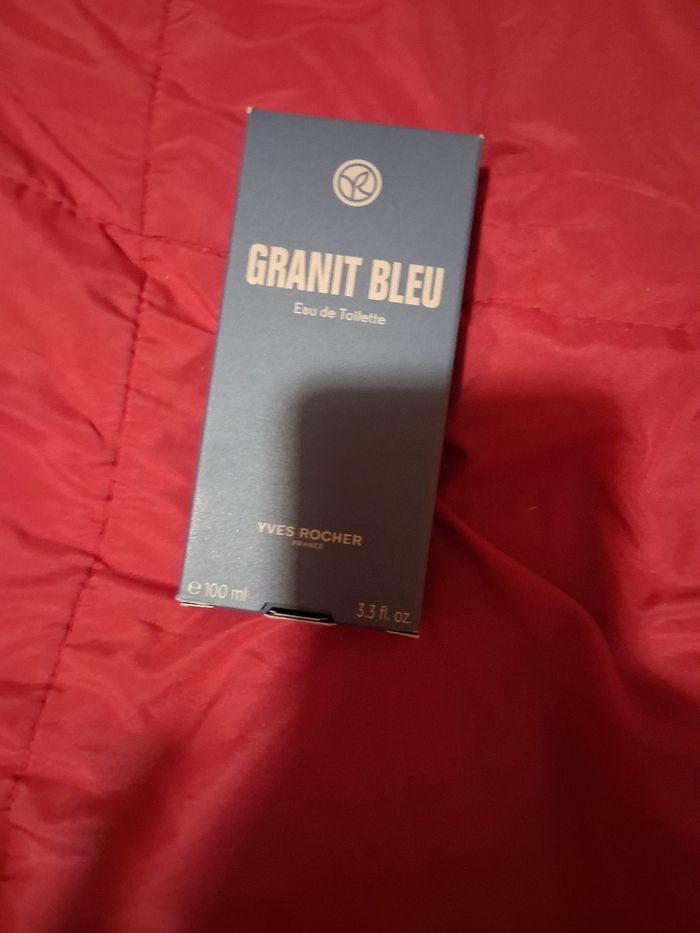 GRANIT BLEU
Eau de Toilette
YVES ROCHER
FRANCE
℮ 100 ml
3.3 fl. oz.